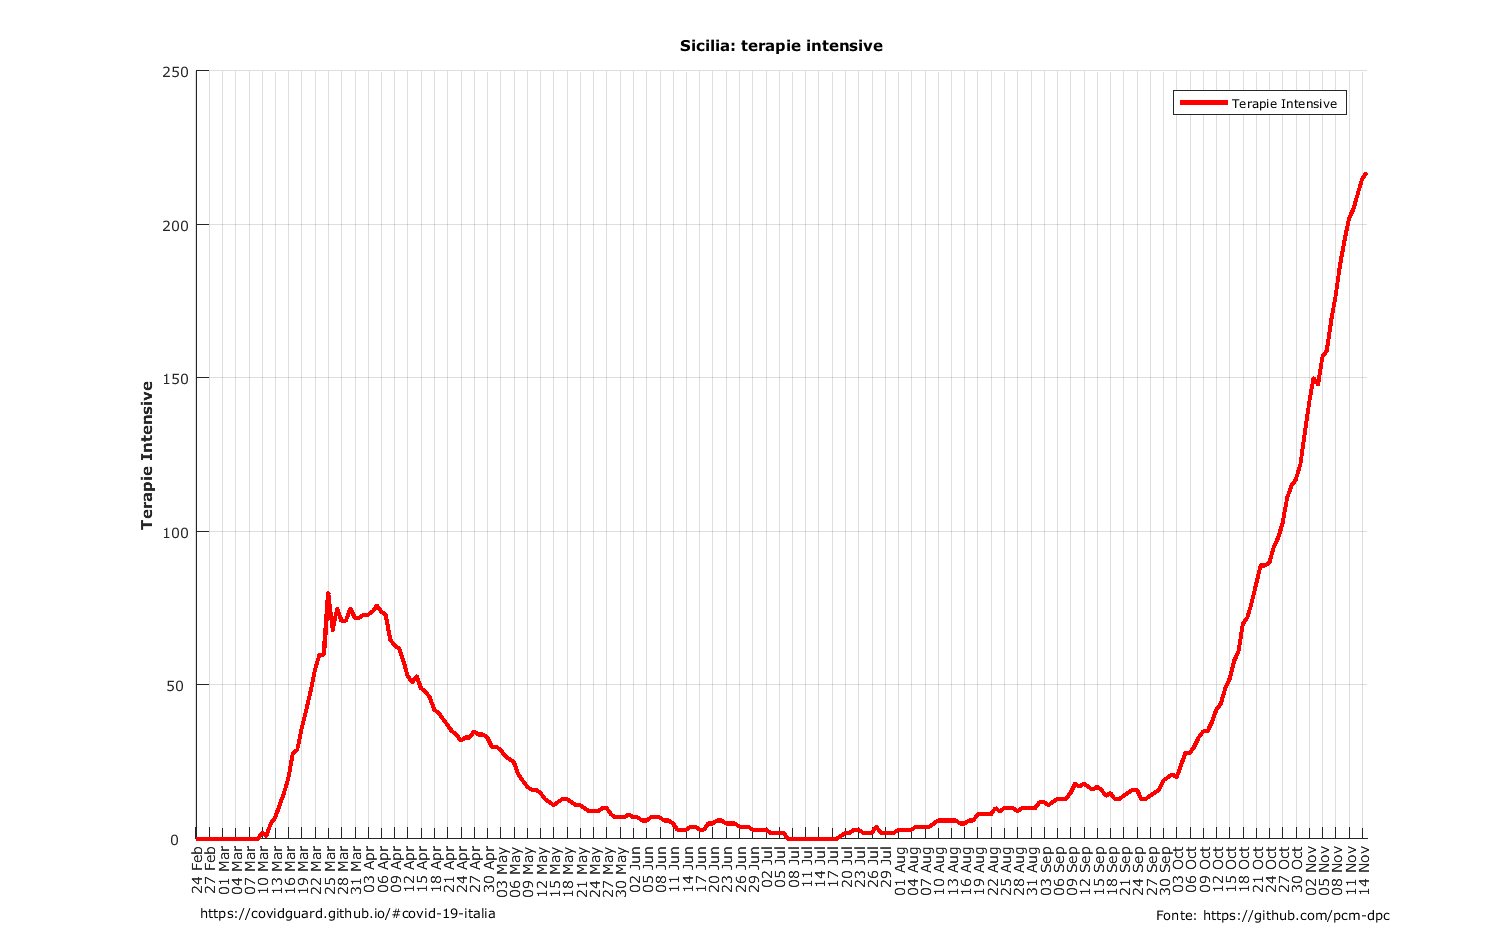 Sicilia: terapie intensive
Terapie Intensive
Terapie Intensive
250
200
150
100
50
0
24 Feb
27 Feb
01 Mar
04 Mar
07 Mar
10 Mar
13 Mar
16 Mar
19 Mar
22 Mar
25 Mar
28 Mar
31 Mar
03 Apr
06 Apr
09 Apr
12 Apr
15 Apr
18 Apr
21 Apr
24 Apr
27 Apr
30 Apr
03 May
06 May
09 May
12 May
15 May
18 May
21 May
24 May
27 May
30 May
02 Jun
05 Jun
08 Jun
11 Jun
14 Jun
17 Jun
20 Jun
23 Jun
26 Jun
29 Jun
02 Jul
05 Jul
08 Jul
11 Jul
14 Jul
17 Jul
20 Jul
23 Jul
26 Jul
29 Jul
01 Aug
04 Aug
07 Aug
10 Aug
13 Aug
16 Aug
19 Aug
22 Aug
25 Aug
28 Aug
31 Aug
03 Sep
06 Sep
09 Sep
12 Sep
15 Sep
18 Sep
21 Sep
24 Sep
27 Sep
30 Sep
03 Oct
06 Oct
09 Oct
12 Oct
15 Oct
18 Oct
21 Oct
24 Oct
27 Oct
30 Oct
02 Nov
05 Nov
08 Nov
11 Nov
14 Nov
https://covidguard.github.io/#covid-19-italia
Fonte: https://github.com/pcm-dpc